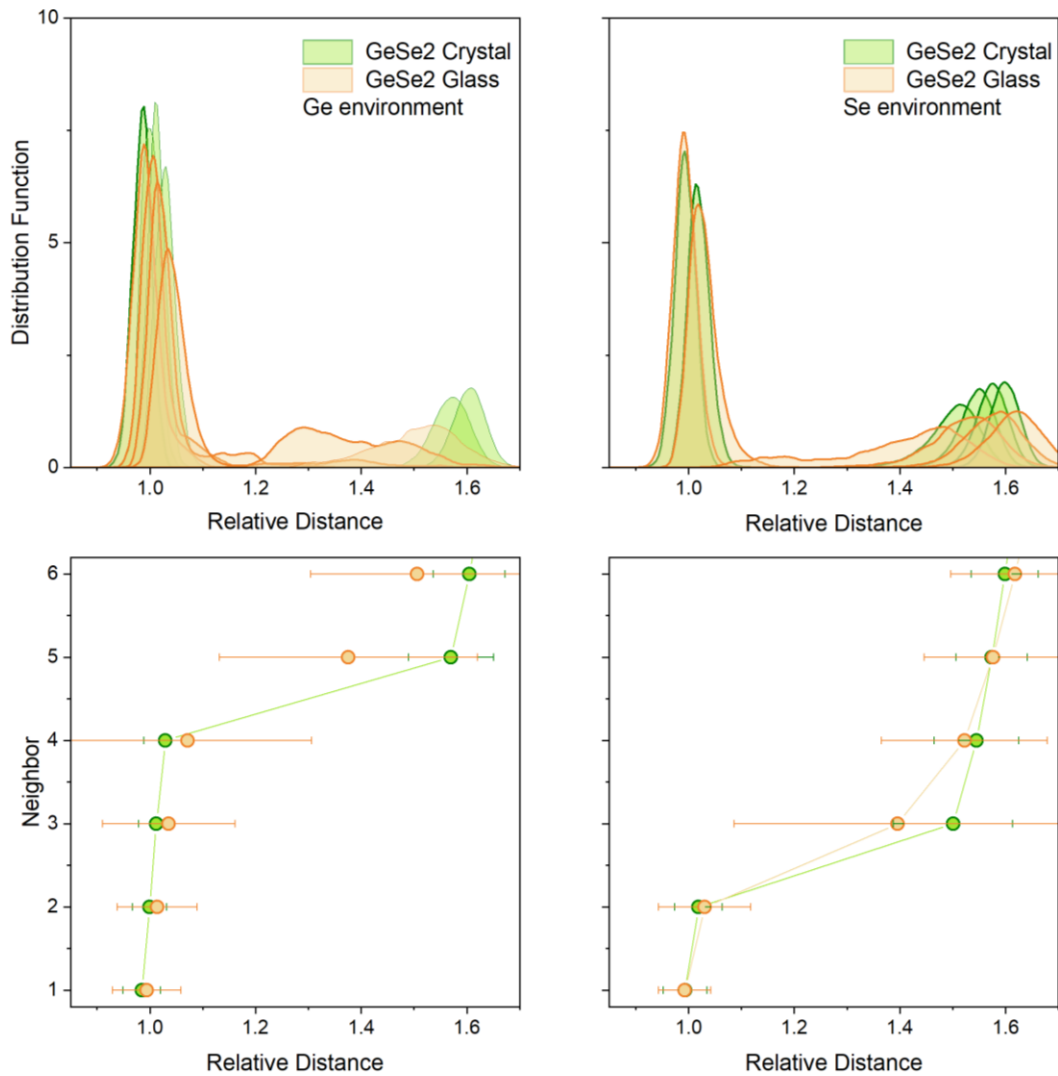 10
5
0
Distribution Function
GeSe2 Crystal
GeSe2 Glass
Ge environment
1.0 1.2 1.4 1.6
Relative Distance
GeSe2 Crystal
GeSe2 Glass
Se environment
1.0 1.2 1.4 1.6
Relative Distance
6
5
4
3
2
1
Neighbor
1.0 1.2 1.4 1.6
Relative Distance
1.0 1.2 1.4 1.6
Relative Distance